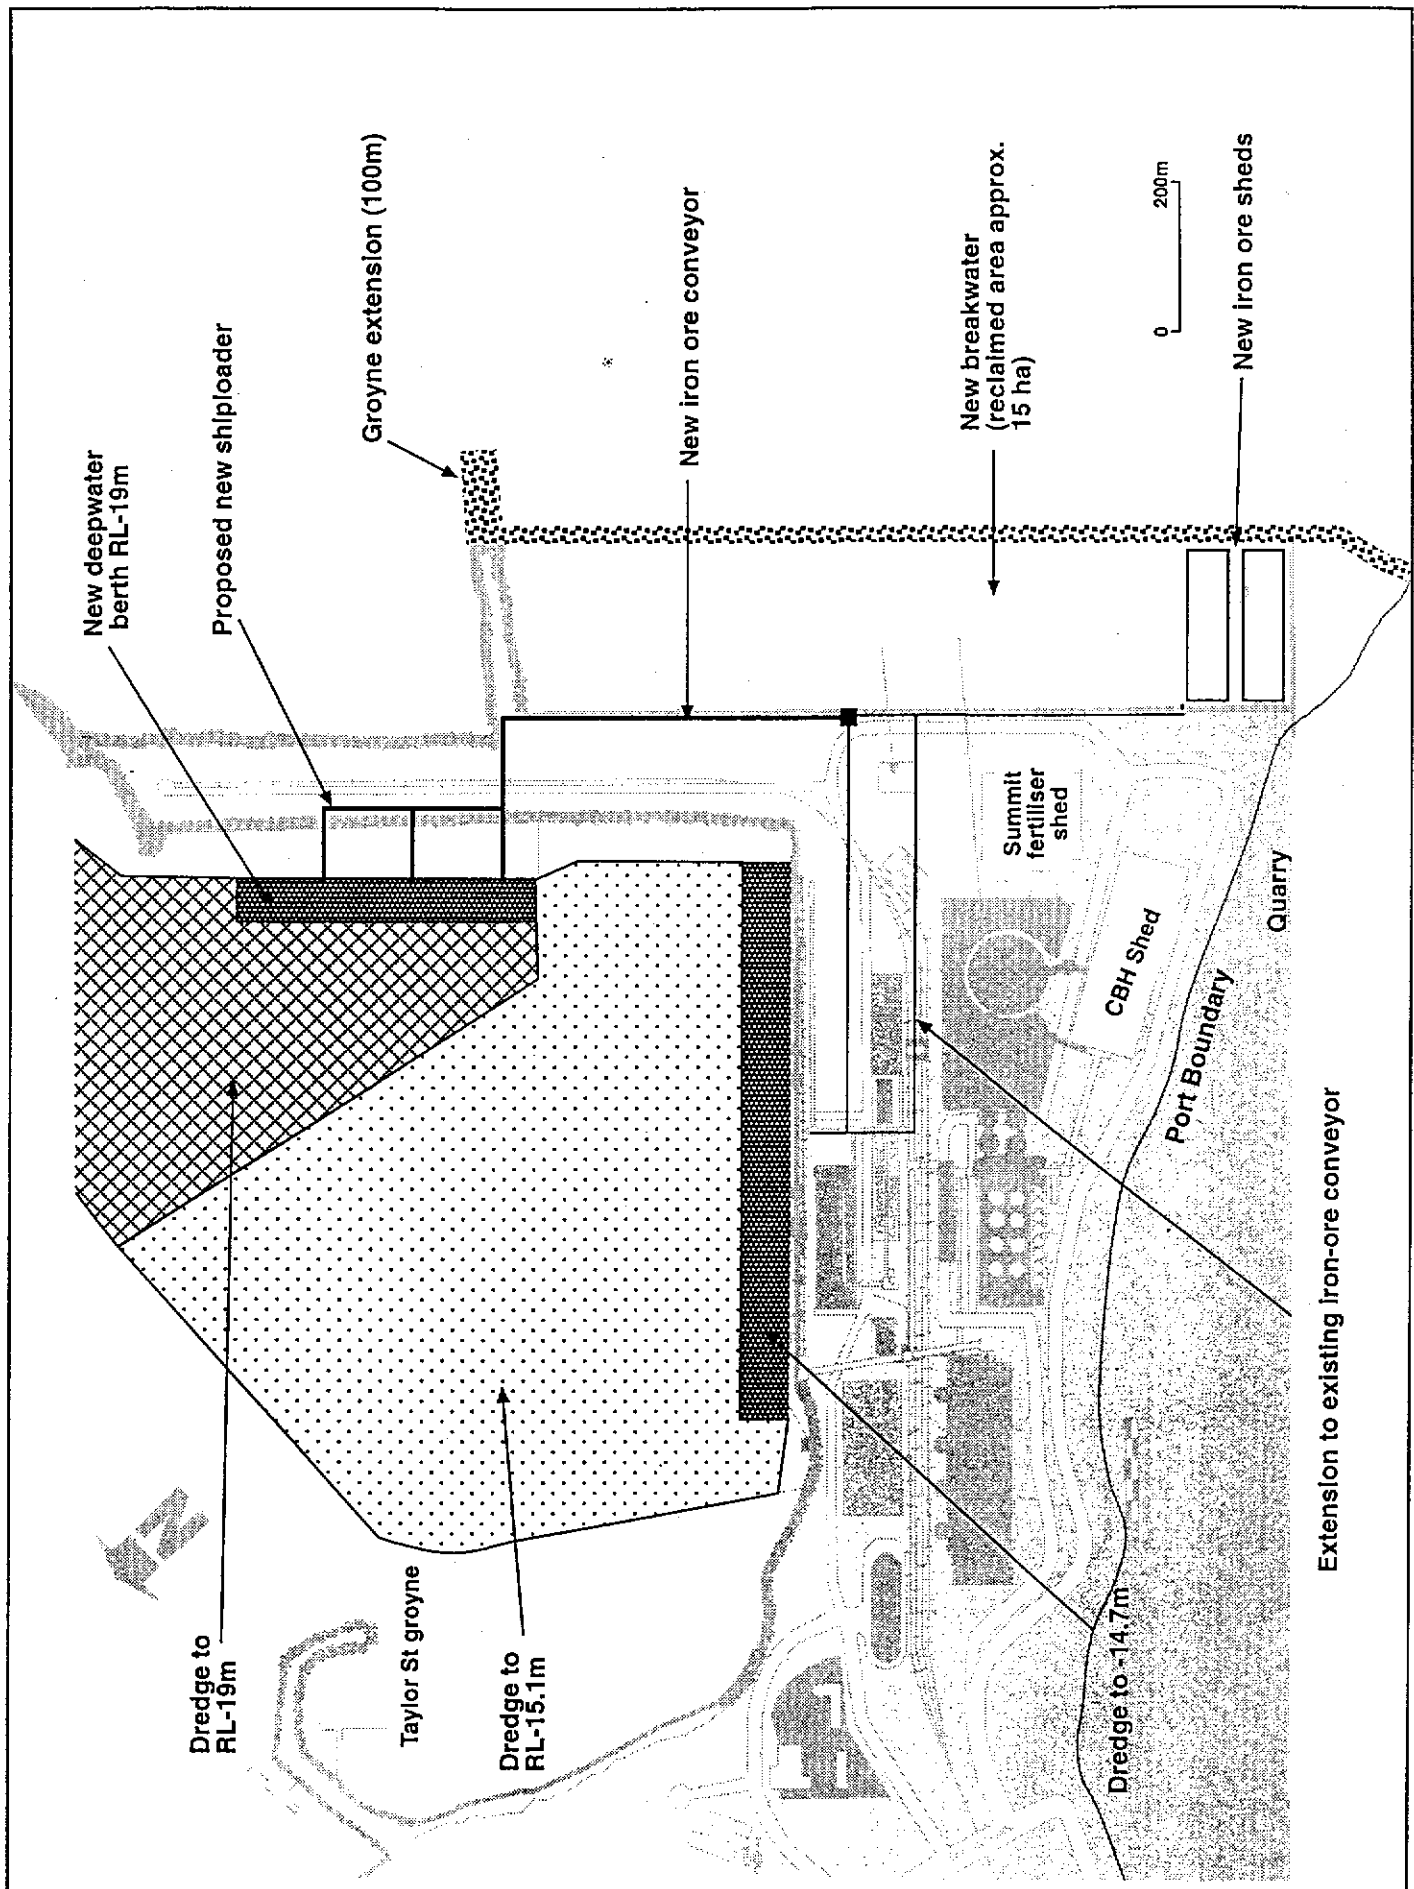 New deepwater
berth RL-19m
Proposed new shiploader
Groyne extension (100m)
New iron ore conveyor
New breakwater
(reclaimed area approx.
15 ha)
0
200m
New iron ore sheds
Summit
fertiliser
shed
CBH Shed
Quarry
Port Boundary
N
Dredge to
RL-19m
Taylor St groyne
Dredge to
RL-15.1m
Dredge to -14.7m
Extension to existing iron-ore conveyor